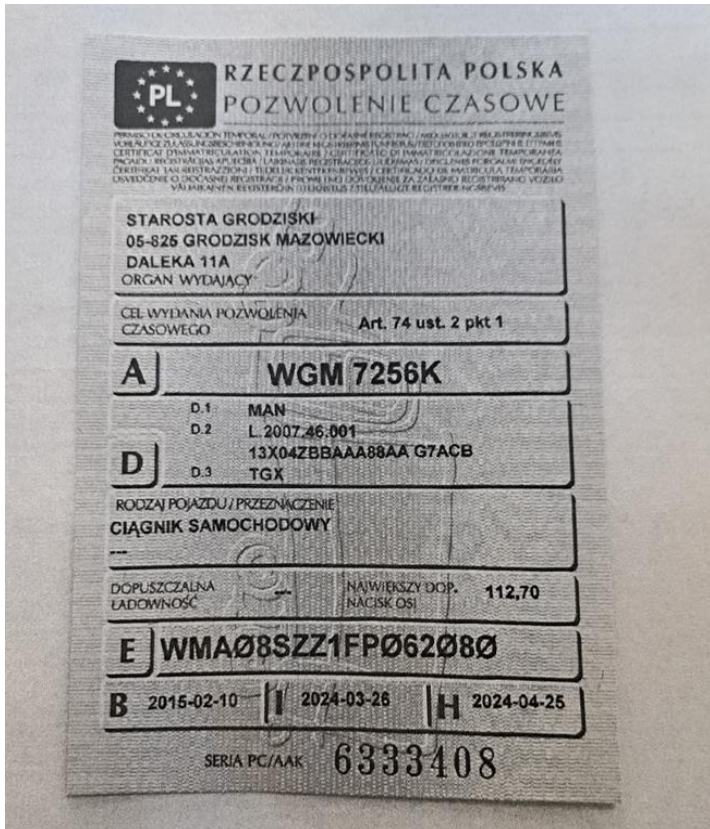 PL
RZECZPOSPOLITA POLSKA
POZWOLENIE CZASOWE
STAROSTA GRODZISKI
05-825 GRODZISK MAZOWIECKI
DALEKA 11A
ORGAN WYDAJĄCY
CEL WYDANIA POZWOLENIA
CZASOWEGO
Art. 74 ust. 2 pkt 1
A WGM 7256K
D.1 MAN
D.2 L.2007.46.001
13X04ZBBAAA88AA G7ACB
D
D.3 TGX
RODZAJ POJAZDU / PRZEZNACZENIE
CIĄGNIK SAMOCHODOWY
---
DOPUSZCZALNA
ŁADOWNOŚĆ
---
NAJWIĘKSZY DOP.
NACISK OSI
112,70
E WMAØ8SZZ1FPØ62Ø8Ø
B 2015-02-10 I 2024-03-26 H 2024-04-25
SERIA PC/AAK 6333408